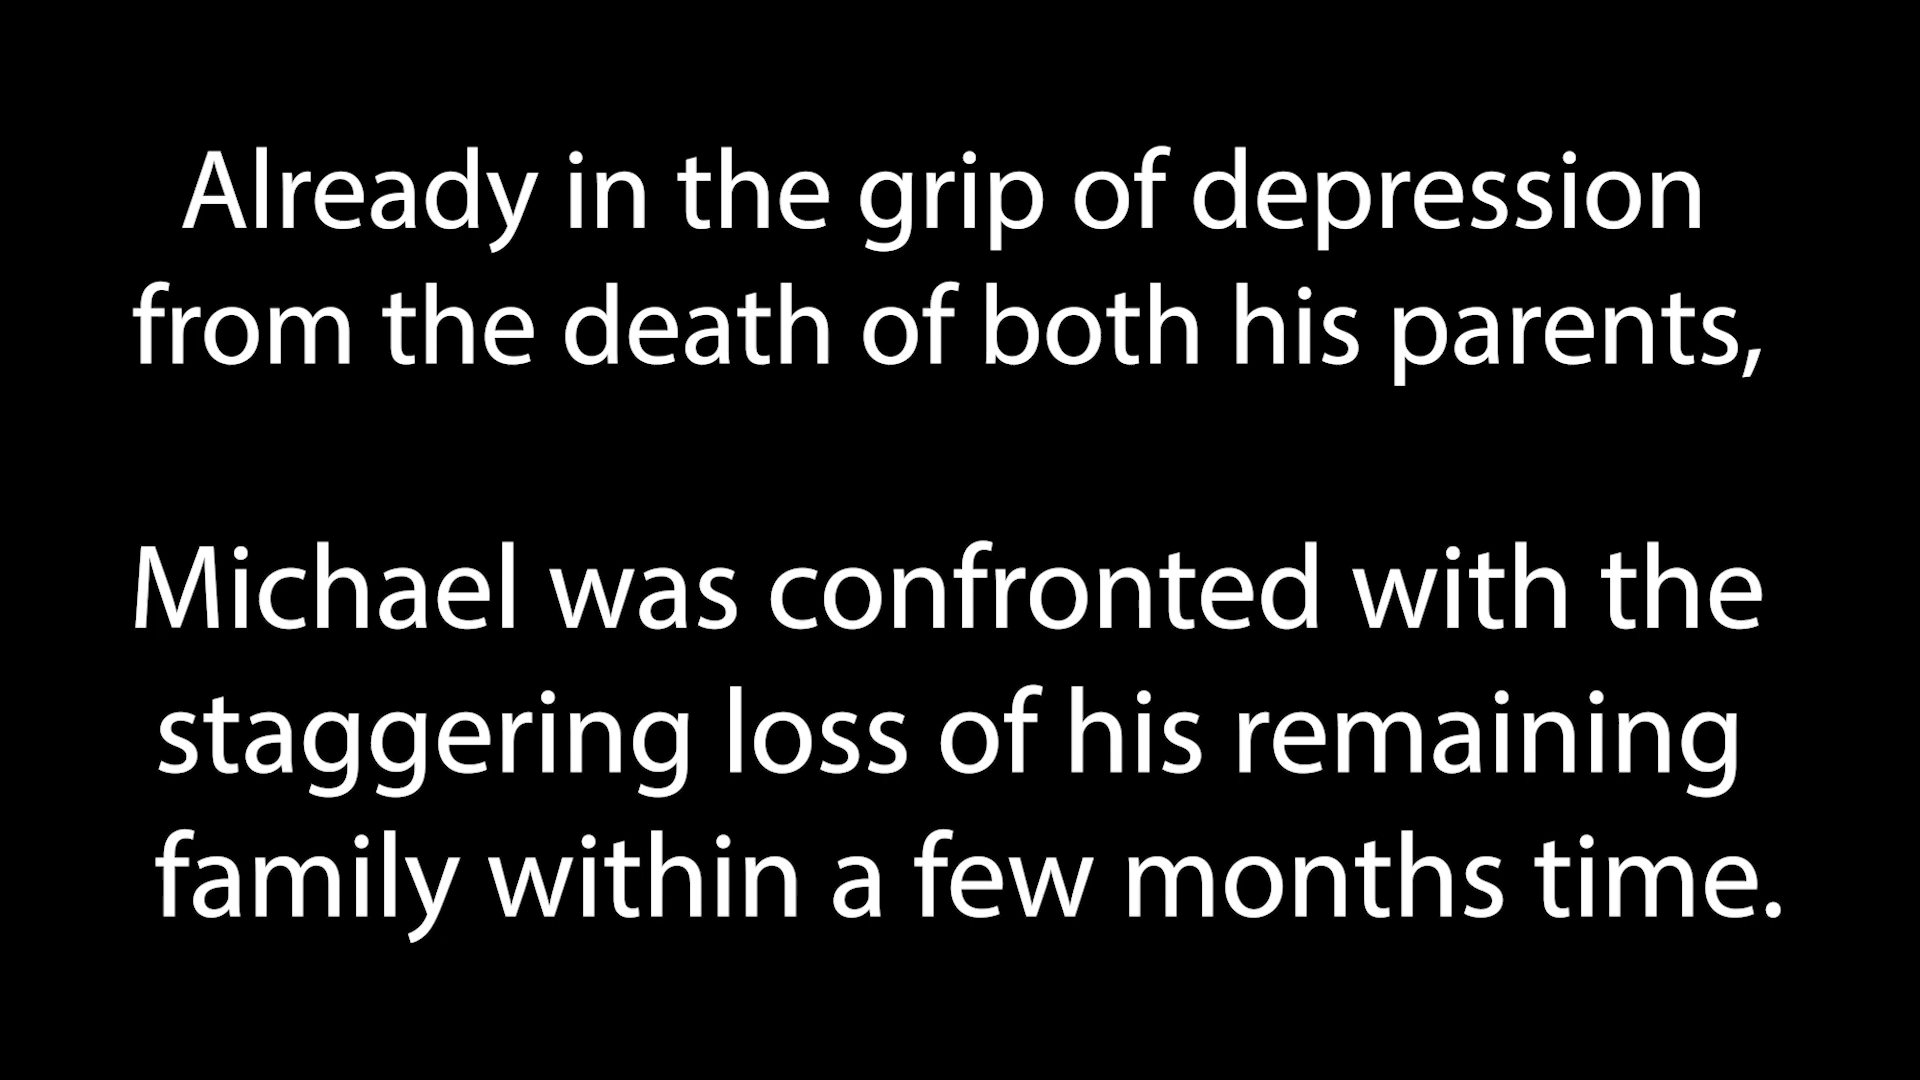 Already in the grip of depression
from the death of both his parents,
Michael was confronted with the
staggering loss of his remaining
family within a few months time.